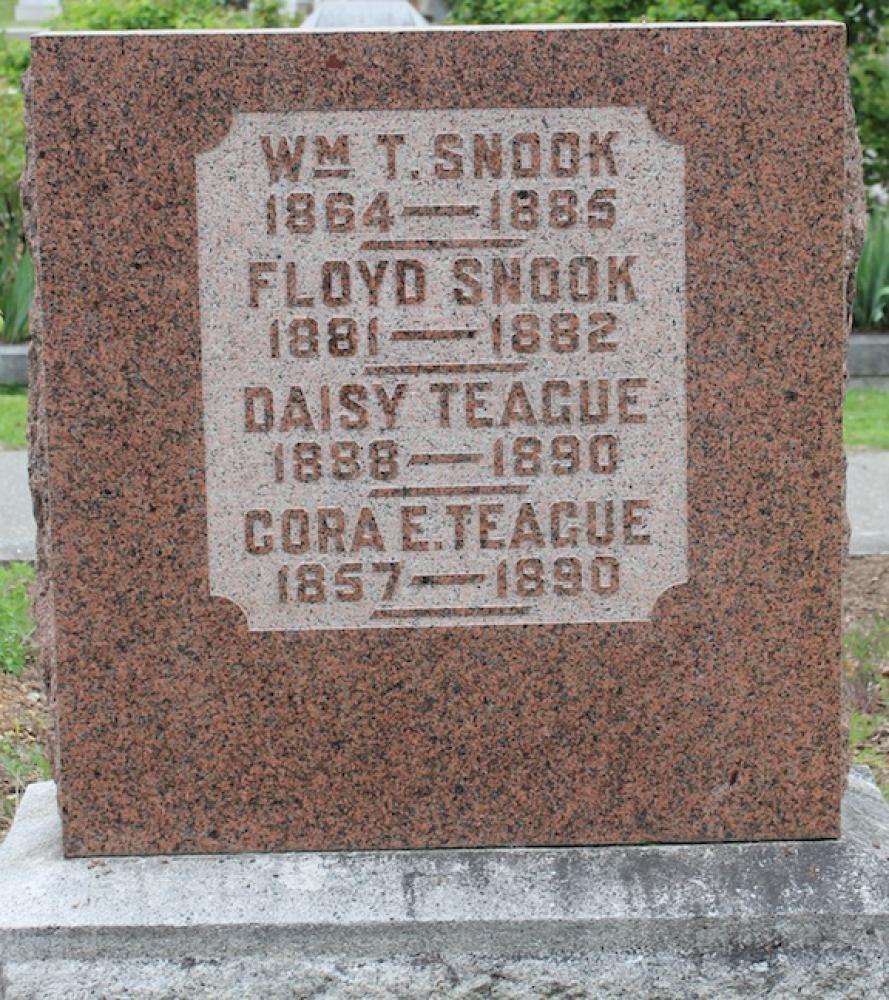 WM T. SNOOK
1864—1885
FLOYD SNOOK
1881—1882
DAISY TEAGUE
1888—1890
CORA E. TEAGUE
1857—1890